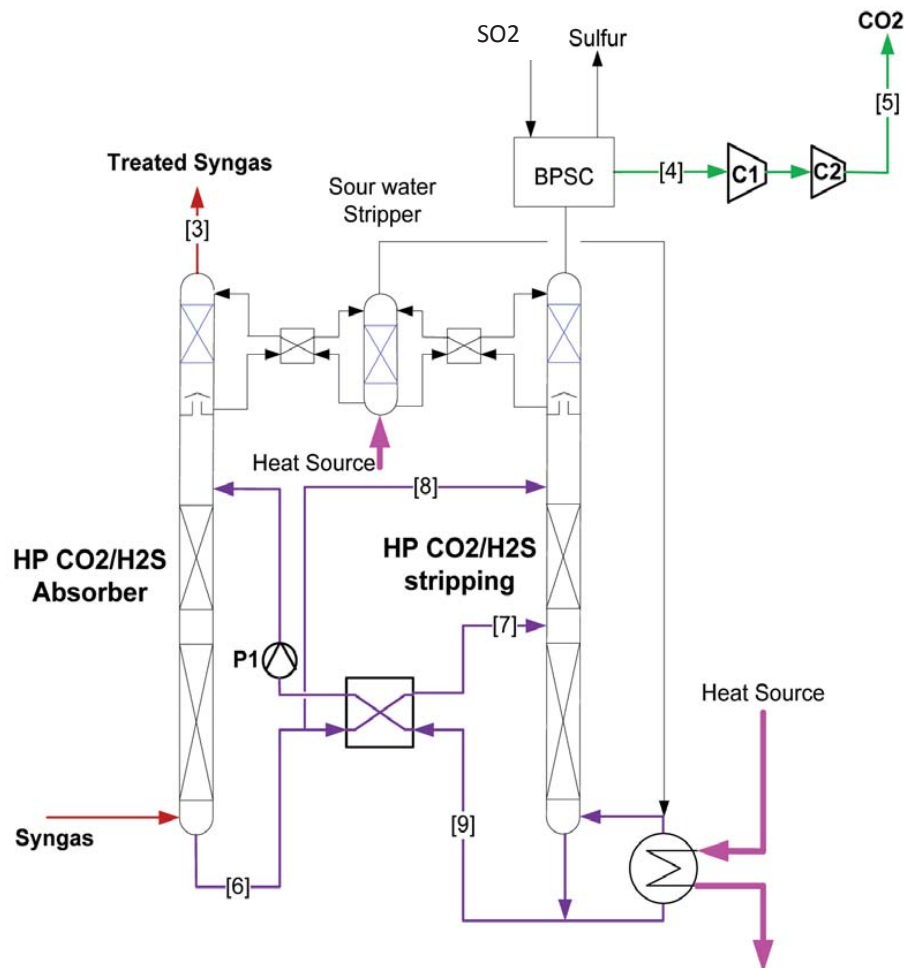 SO2
Sulfur
CO2
[5]
Treated Syngas
[3]
Sour water
Stripper
BPSC
[4]
C1
C2
Heat Source
[8]
HP CO2/H2S
Absorber
HP CO2/H2S
stripping
[7]
P1
Heat Source
Syngas
[9]
[6]